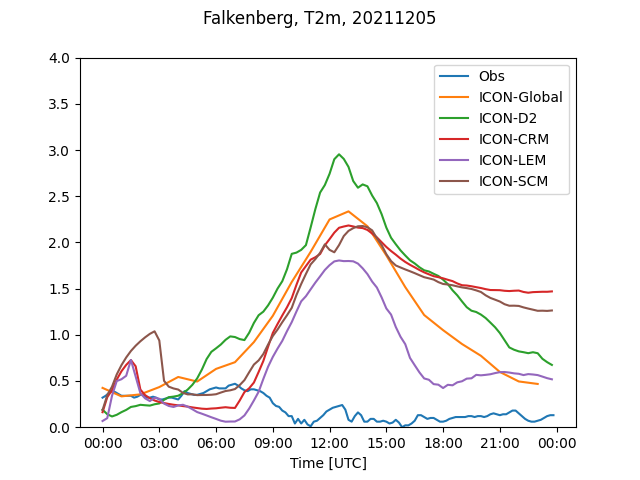 Falkenberg, T2m, 20211205
4.0
3.5
3.0
2.5
2.0
1.5
1.0
0.5
0.0
Obs
ICON-Global
ICON-D2
ICON-CRM
ICON-LEM
ICON-SCM
00:00 03:00 06:00 09:00 12:00 15:00 18:00 21:00 00:00
Time [UTC]